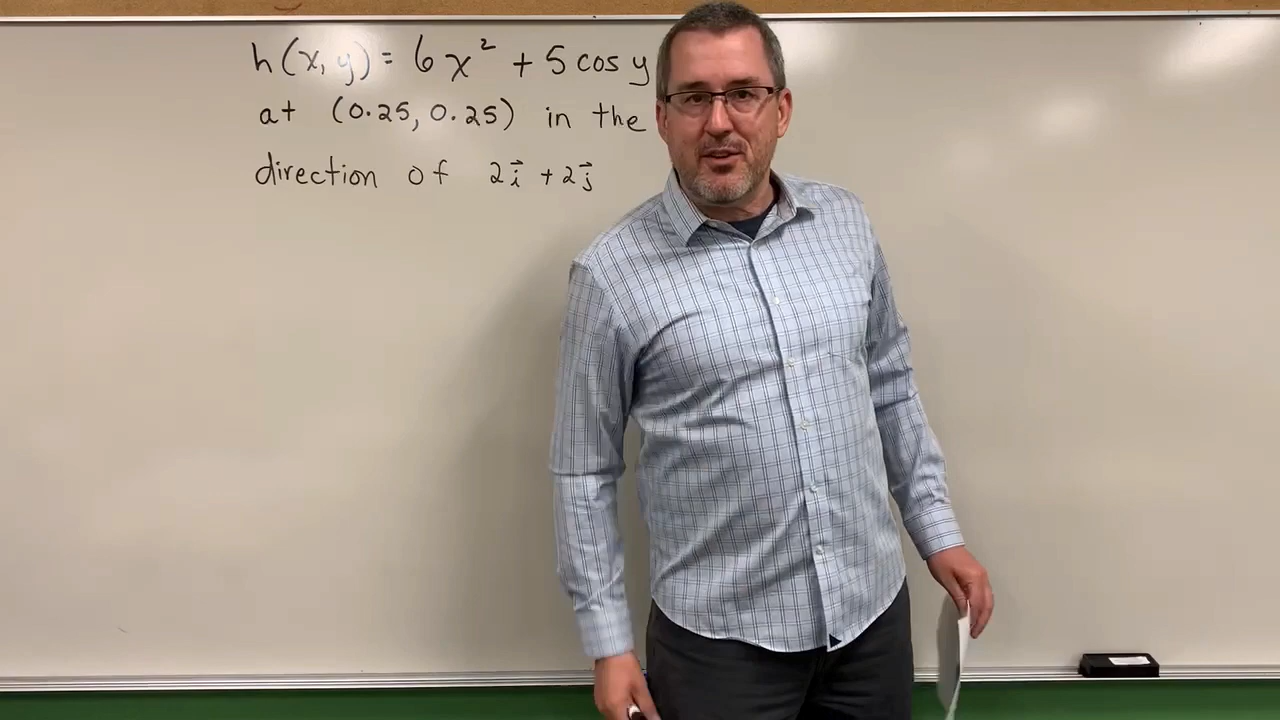 h(x, y) = 6x² + 5 cos y
at (0.25, 0.25) in the
direction of 2i⃗ + 2j⃗